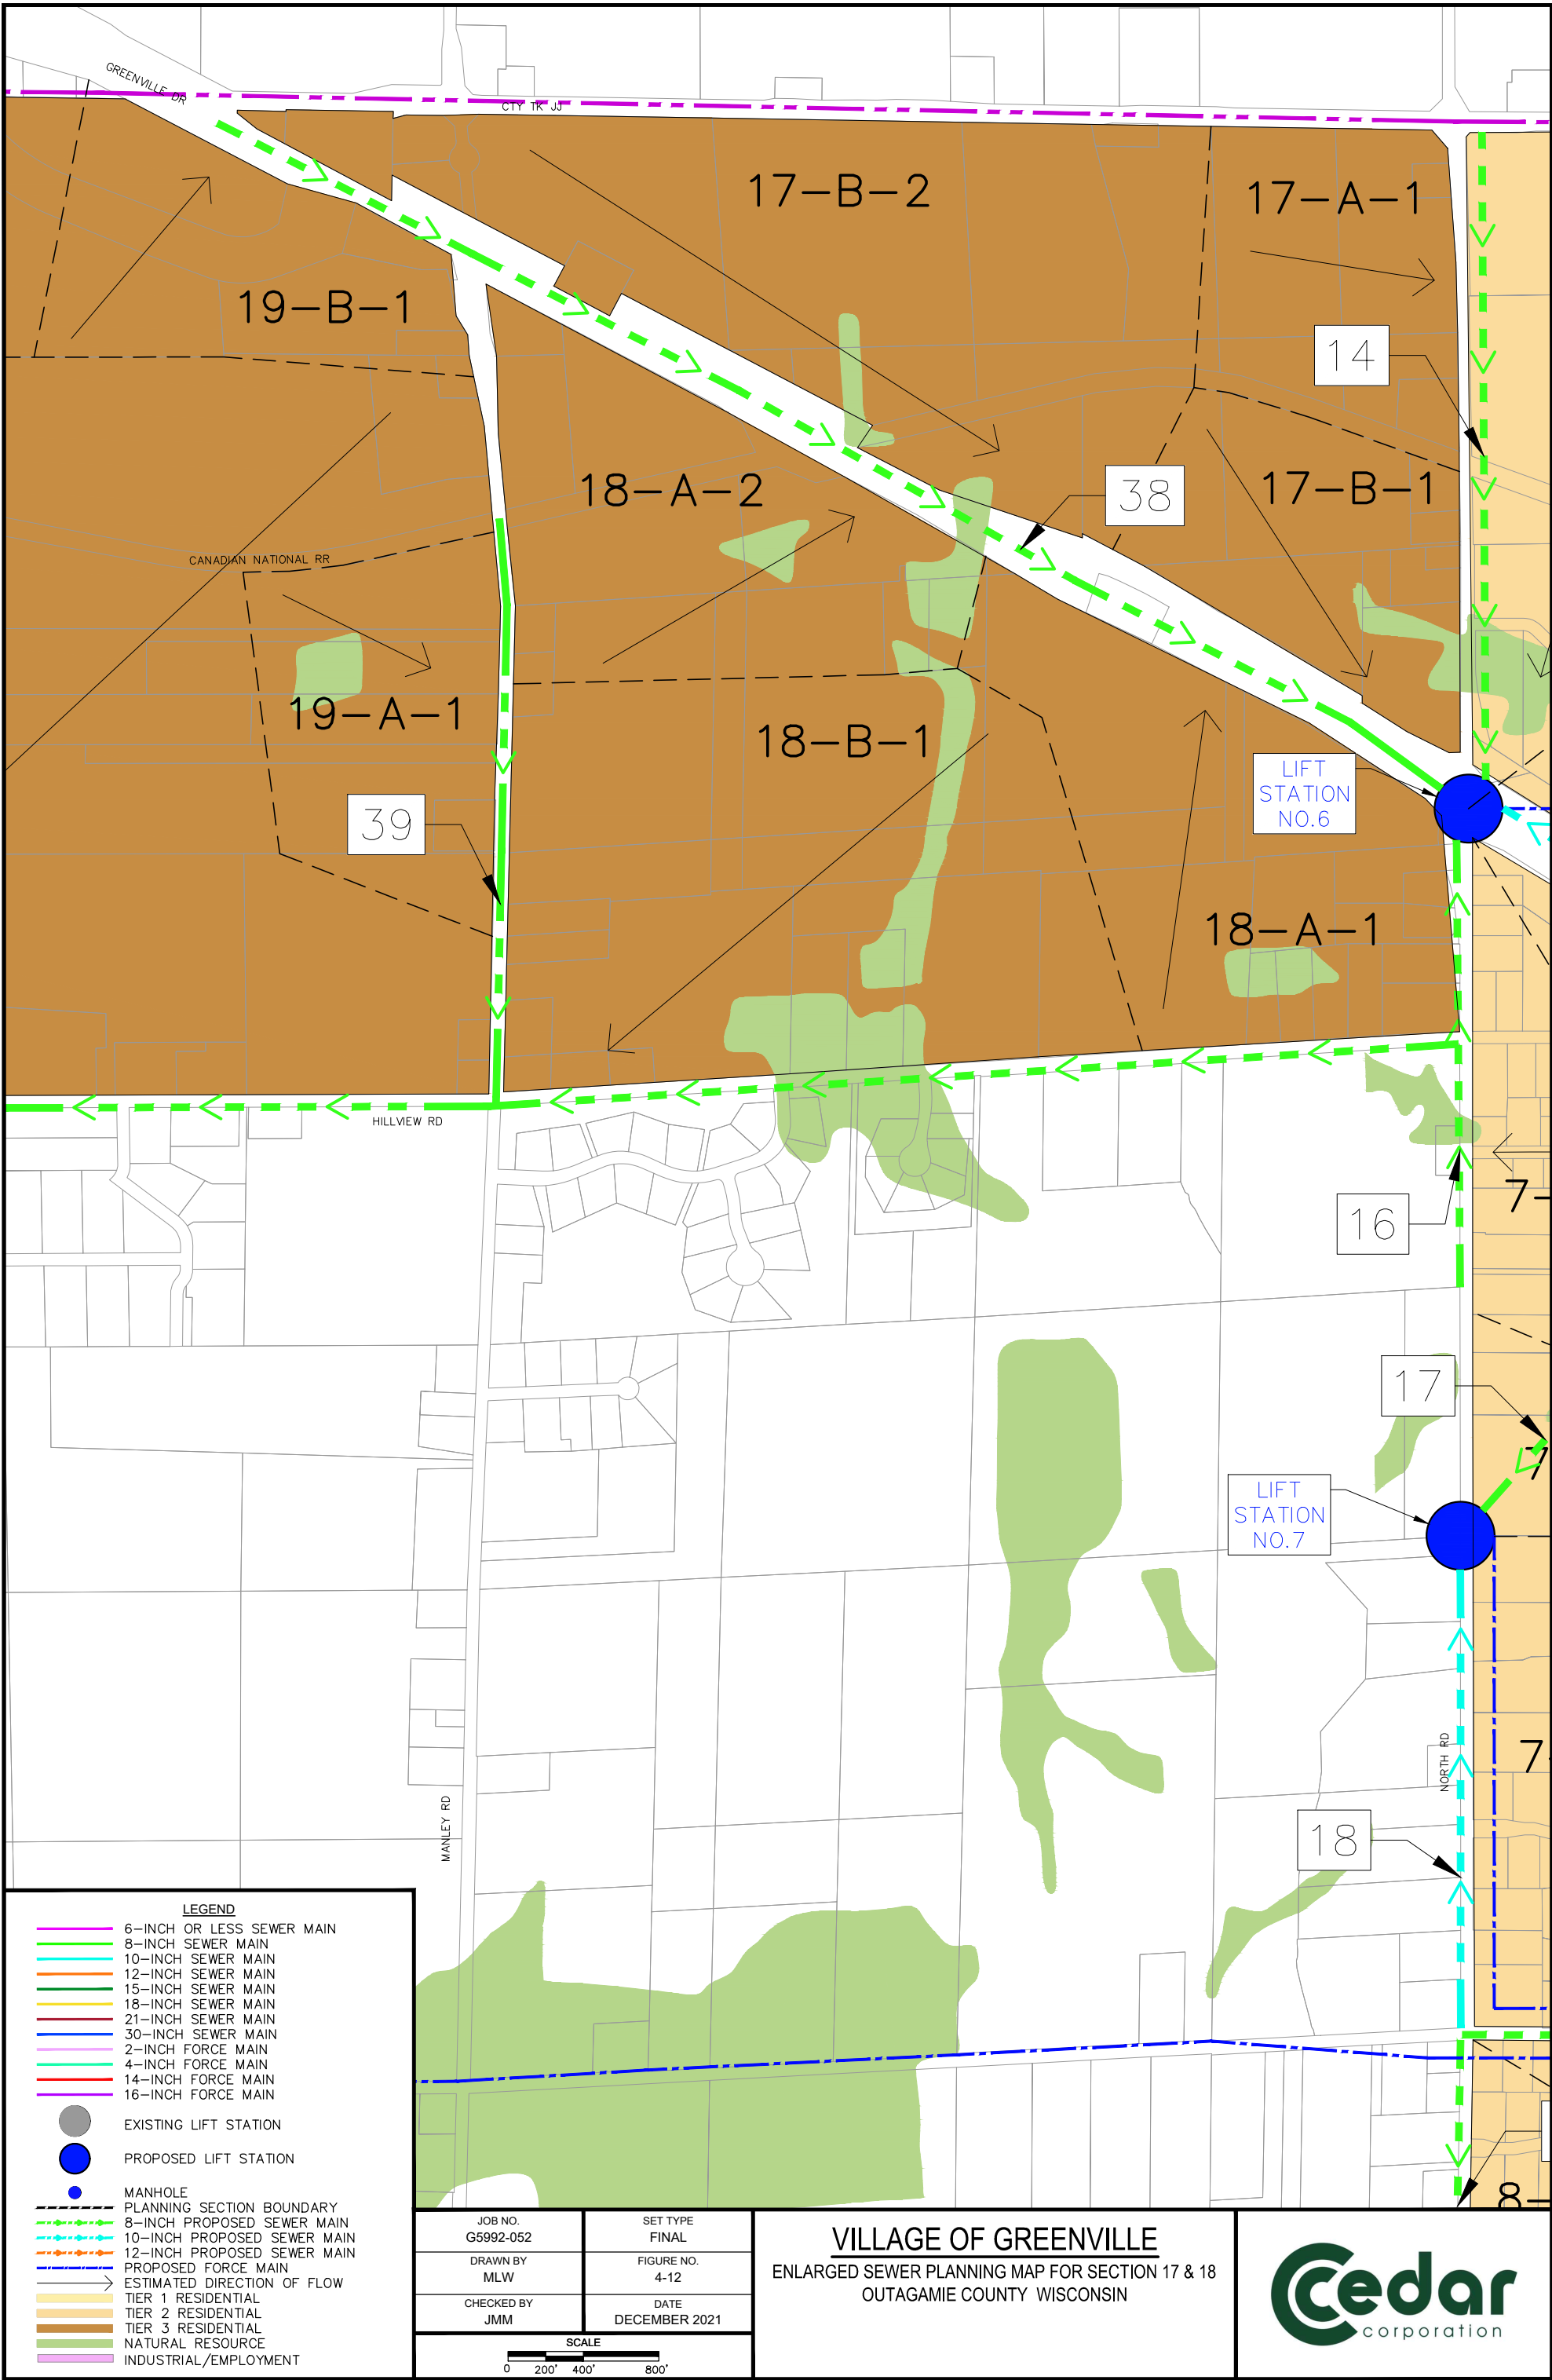 GREENVILLE DR
CTY TK JJ
17-B-2
17-A-1
19-B-1
14
18-A-2
38
17-B-1
CANADIAN NATIONAL RR
19-A-1
18-B-1
LIFT
STATION
NO.6
39
18-A-1
HILLVIEW RD
7-
16
17
7
LIFT
STATION
NO.7
NORTH RD
7-
MANLEY RD
18
8-
LEGEND
6-INCH OR LESS SEWER MAIN
8-INCH SEWER MAIN
10-INCH SEWER MAIN
12-INCH SEWER MAIN
15-INCH SEWER MAIN
18-INCH SEWER MAIN
21-INCH SEWER MAIN
30-INCH SEWER MAIN
2-INCH FORCE MAIN
4-INCH FORCE MAIN
14-INCH FORCE MAIN
16-INCH FORCE MAIN
EXISTING LIFT STATION
PROPOSED LIFT STATION
MANHOLE
PLANNING SECTION BOUNDARY
8-INCH PROPOSED SEWER MAIN
10-INCH PROPOSED SEWER MAIN
12-INCH PROPOSED SEWER MAIN
PROPOSED FORCE MAIN
ESTIMATED DIRECTION OF FLOW
TIER 1 RESIDENTIAL
TIER 2 RESIDENTIAL
TIER 3 RESIDENTIAL
NATURAL RESOURCE
INDUSTRIAL/EMPLOYMENT
JOB NO.
G5992-052
SET TYPE
FINAL
DRAWN BY
MLW
FIGURE NO.
4-12
CHECKED BY
JMM
DATE
DECEMBER 2021
SCALE
0 200' 400' 800'
VILLAGE OF GREENVILLE
ENLARGED SEWER PLANNING MAP FOR SECTION 17 & 18
OUTAGAMIE COUNTY WISCONSIN
Cedar
corporation